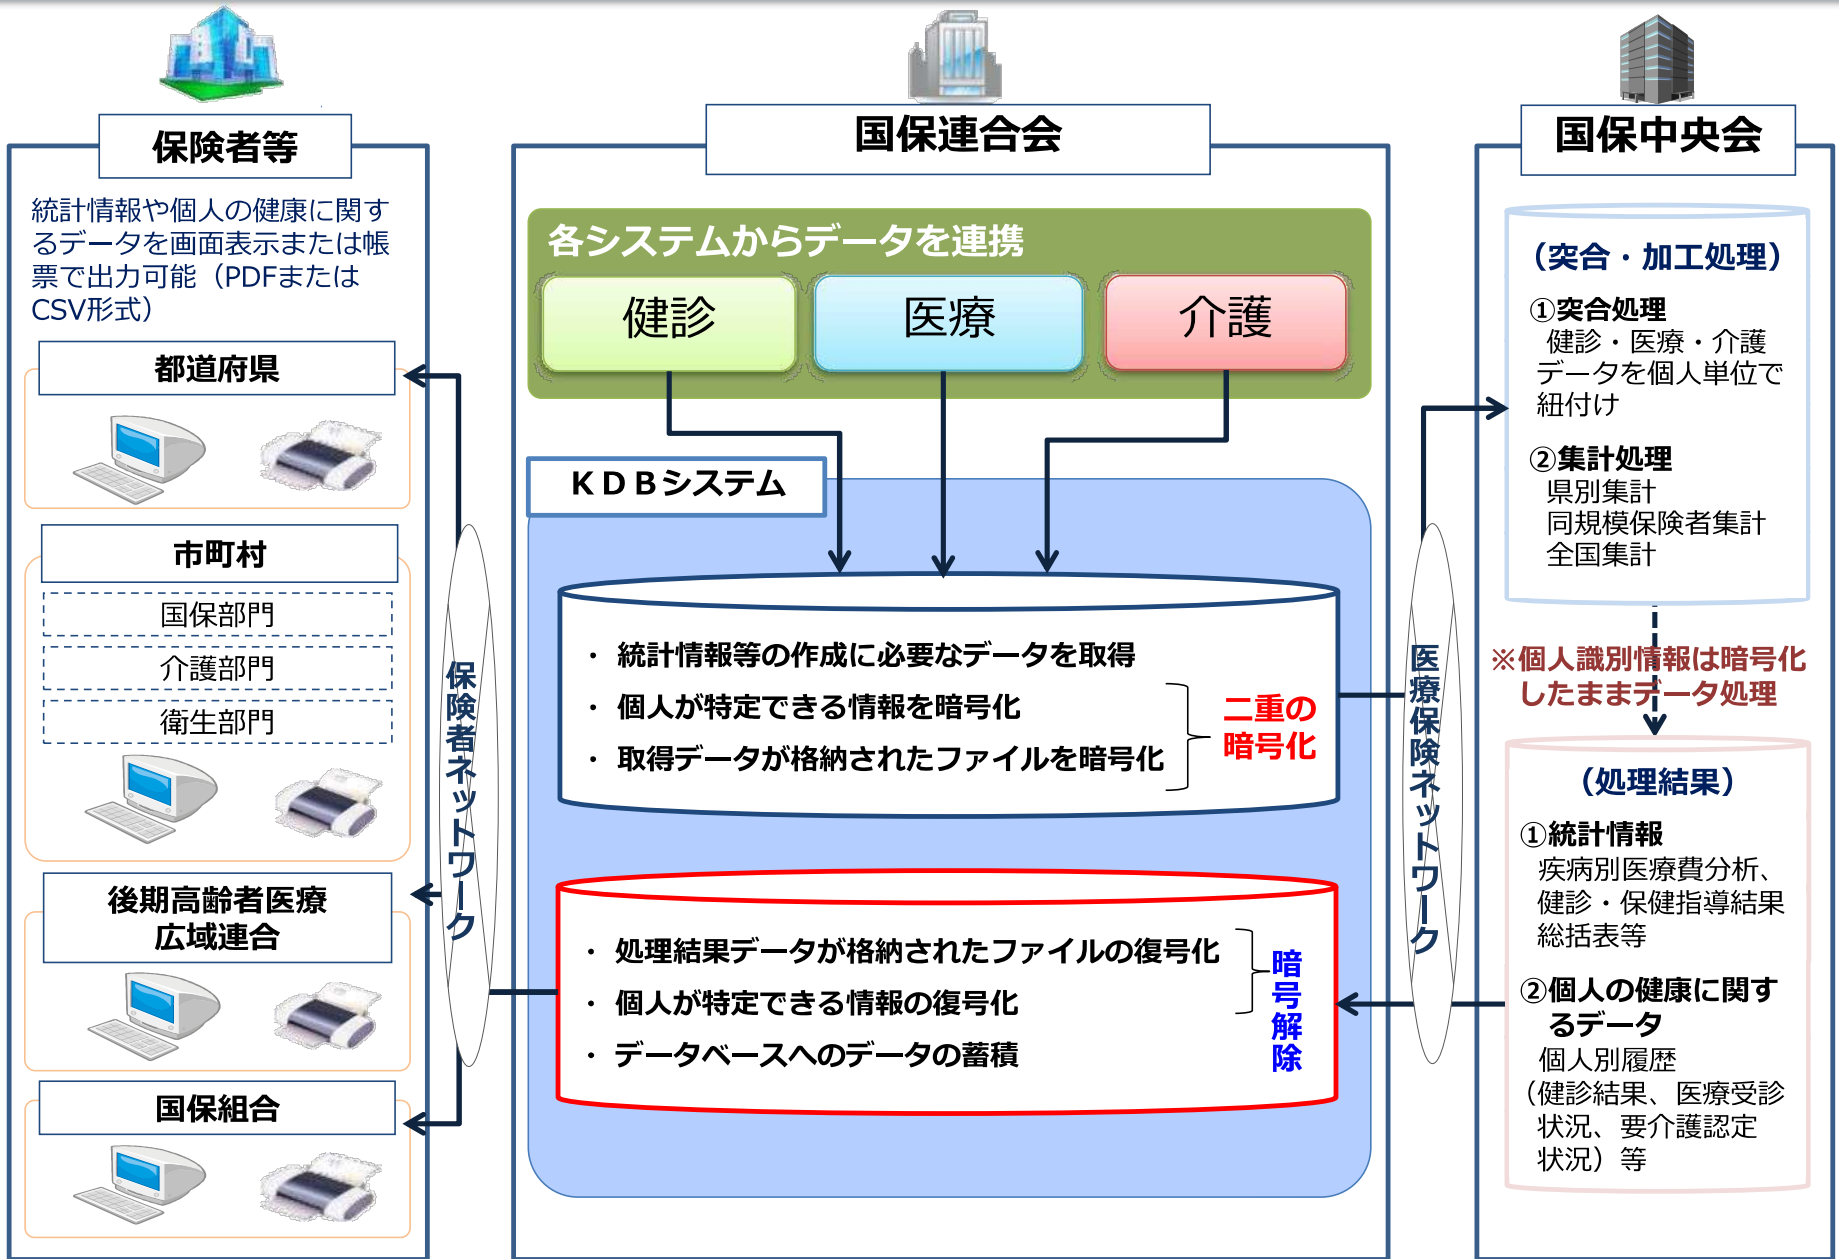 保険者等
統計情報や個人の健康に関す
るデータを画面表示または帳
票で出力可能（PDFまたは
CSV形式）
都道府県
市町村
国保部門
介護部門
衛生部門
後期高齢者医療
広域連合
国保組合
保険者ネットワーク
国保連合会
各システムからデータを連携
健診
医療
介護
ＫＤＢシステム
・ 統計情報等の作成に必要なデータを取得
・ 個人が特定できる情報を暗号化
・ 取得データが格納されたファイルを暗号化
二重の
暗号化
・ 処理結果データが格納されたファイルの復号化
・ 個人が特定できる情報の復号化
・ データベースへのデータの蓄積
暗号解除
医療保険ネットワーク
国保中央会
（突合・加工処理）
①突合処理
健診・医療・介護
データを個人単位で
紐付け
②集計処理
県別集計
同規模保険者集計
全国集計
※個人識別情報は暗号化
したままデータ処理
（処理結果）
①統計情報
疾病別医療費分析、
健診・保健指導結果
総括表等
②個人の健康に関す
るデータ
個人別履歴
（健診結果、医療受診
状況、要介護認定
状況）等